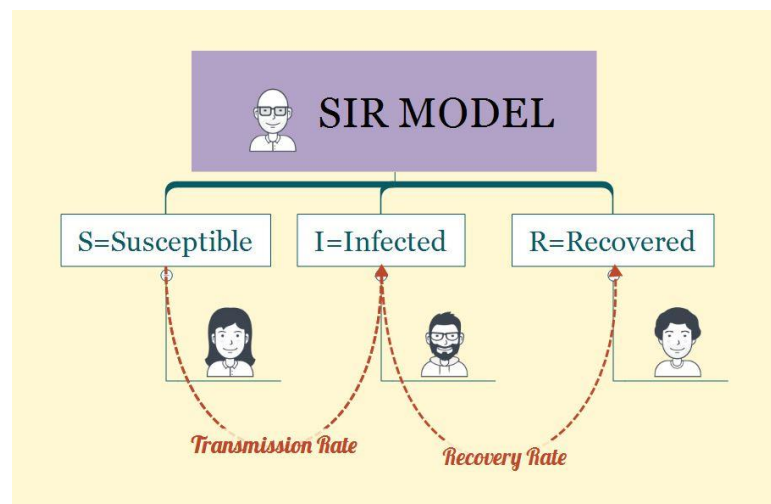 SIR MODEL
S=Susceptible
I=Infected
R=Recovered
Transmission Rate
Recovery Rate